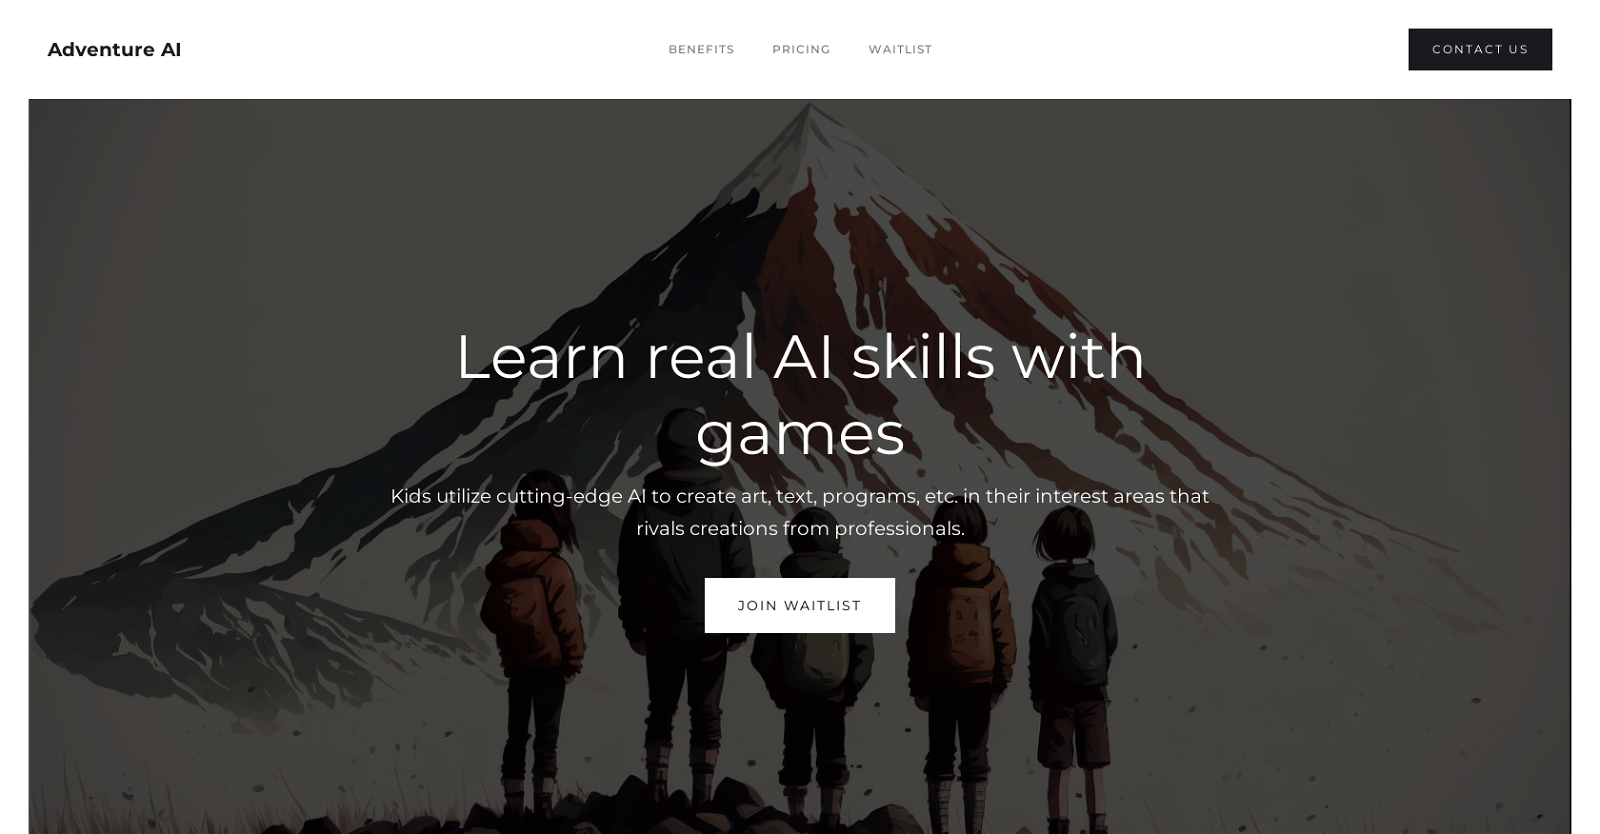 Adventure AI
BENEFITS
PRICING
WAITLIST
CONTACT US
Learn real AI skills with
games
Kids utilize cutting-edge AI to create art, text, programs, etc. in their interest areas that
rivals creations from professionals.
JOIN WAITLIST